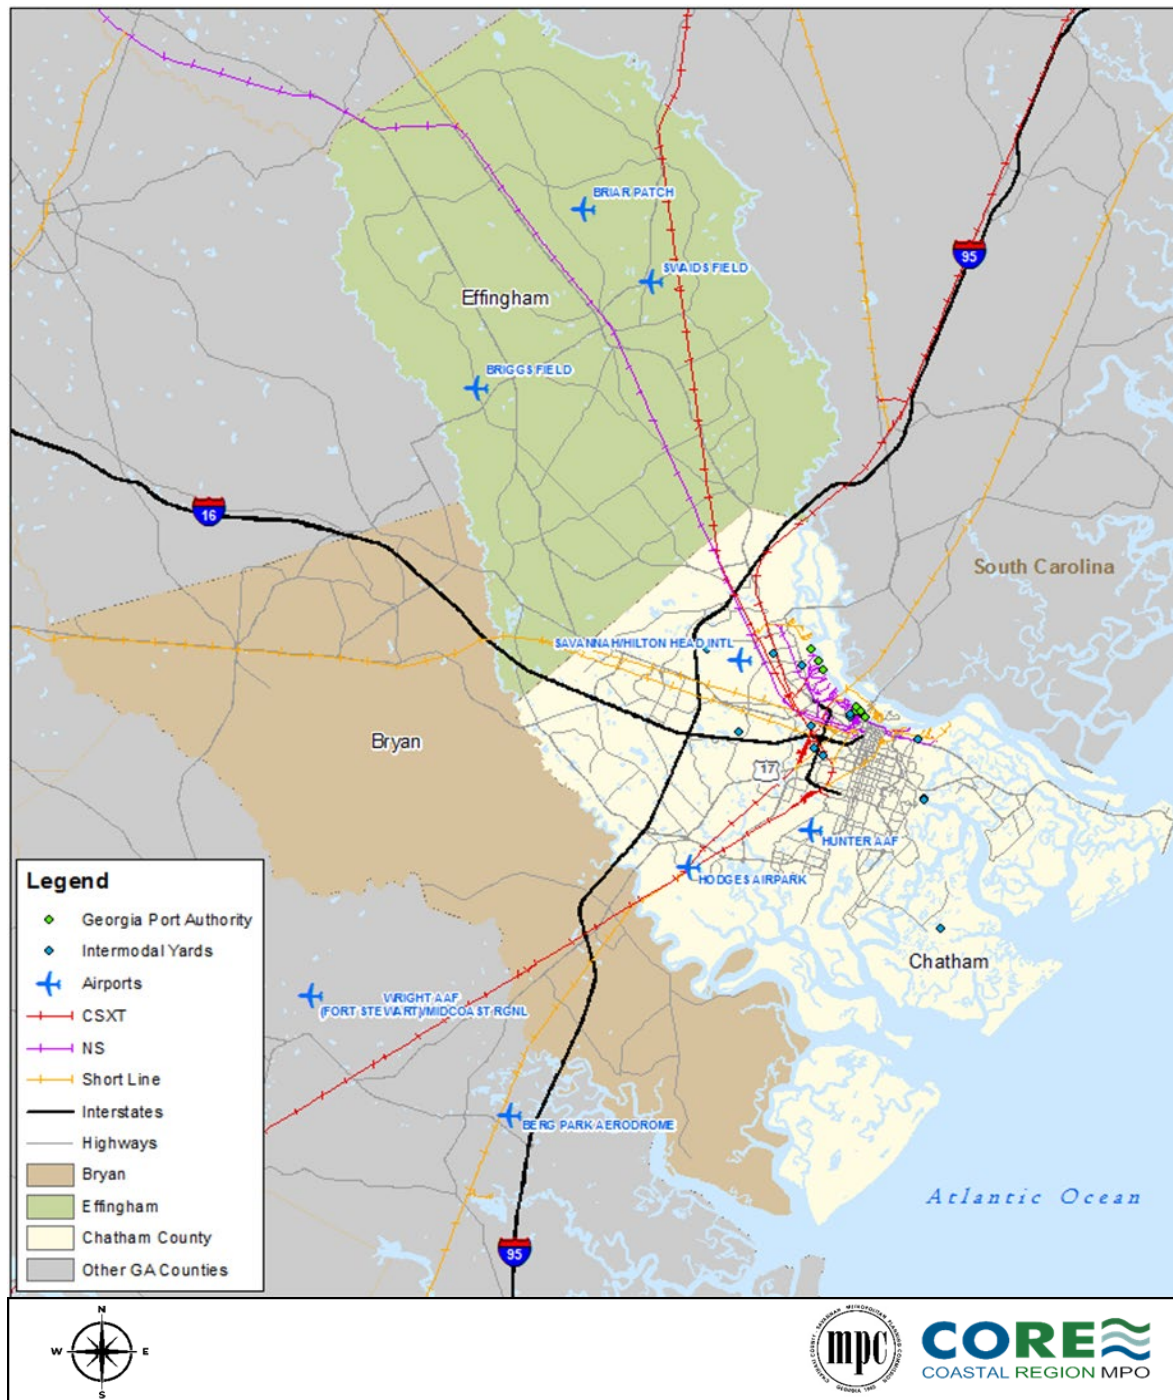 BRIAR PATCH
95
SWAIDS FIELD
Effingham
BRIGGS FIELD
16
South Carolina
SAVANNAH/HILTON HEAD INTL
Bryan
17
HUNTER AAF
HODGES AIRPARK
Chatham
WRIGHT AAF
(FORT STEWART)/MIDCOAST RGNL
BERG PARK AERODROME
Atlantic Ocean
95
Legend
Georgia Port Authority
Intermodal Yards
Airports
CSXT
NS
Short Line
Interstates
Highways
Bryan
Effingham
Chatham County
Other GA Counties
N
W E
S
mpc
CORE
COASTAL REGION MPO